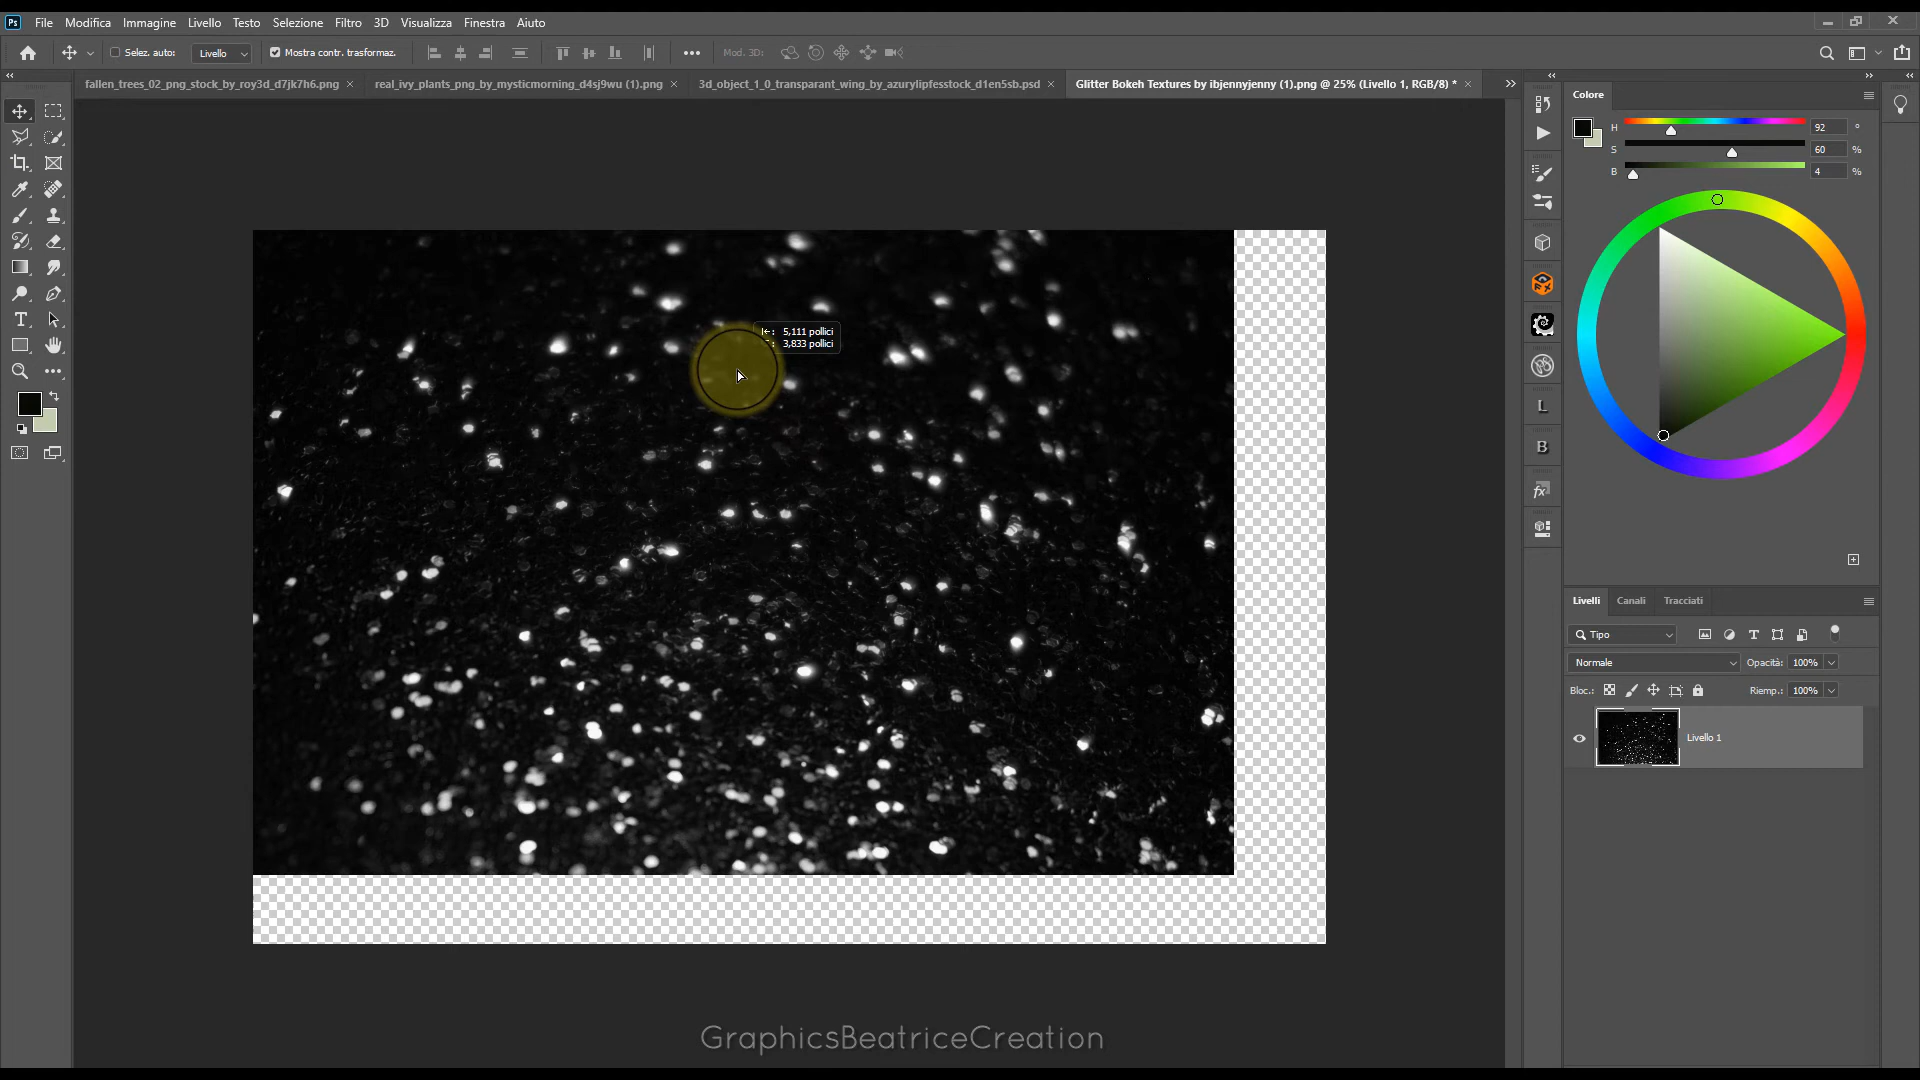 Ps File Modifica Immagine Livello Testo Selezione Filtro 3D Visualizza Finestra Aiuto
Selez. auto: Livello Mostra contr. trasformaz. Mod. 3D:
fallen_trees_02_png_stock_by_roy3d_d7jk7h6.png × real_ivy_plants_png_by_mysticmorning_d4sj9wu (1).png × 3d_object_1_0_transparant_wing_by_azurylipfesstock_d1en5sb.psd × Glitter Bokeh Textures by ibjennyjenny (1).png @ 25% (Livello 1, RGB/8) * ×
Colore
H 92 °
S 60 %
B 4 %
5,111 pollici
3,833 pollici
L
B
fx
Livelli Canali Tracciati
Tipo
Normale Opacità: 100%
Bloc.: Riemp.: 100%
Livello 1
GraphicsBeatriceCreation